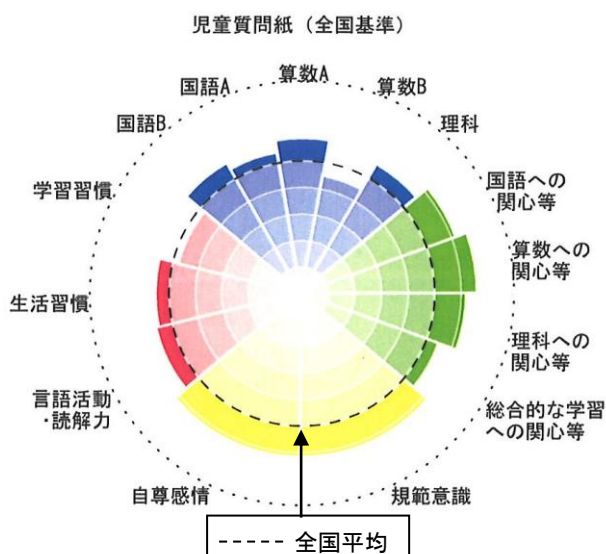 児童質問紙（全国基準）
算数A
算数B
理科
国語への
関心等
算数への
関心等
理科への
関心等
総合的な学習
への関心等
規範意識
自尊感情
言語活動
・読解力
生活習慣
学習習慣
国語B
国語A
----- 全国平均